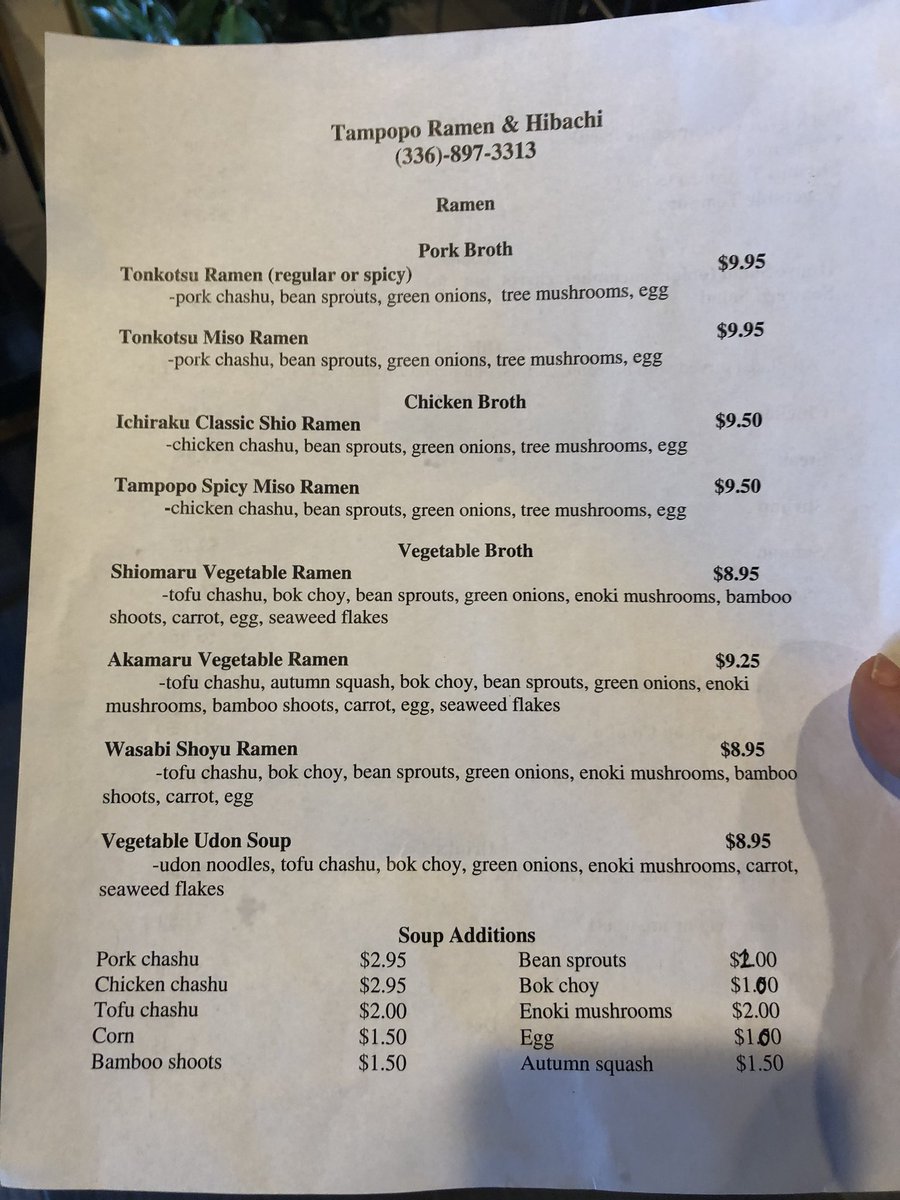 Tampopo Ramen & Hibachi
(336)-897-3313
Ramen
Pork Broth
Tonkotsu Ramen (regular or spicy) $9.95
-pork chashu, bean sprouts, green onions, tree mushrooms, egg
Tonkotsu Miso Ramen $9.95
-pork chashu, bean sprouts, green onions, tree mushrooms, egg
Chicken Broth
Ichiraku Classic Shio Ramen $9.50
-chicken chashu, bean sprouts, green onions, tree mushrooms, egg
Tampopo Spicy Miso Ramen $9.50
-chicken chashu, bean sprouts, green onions, tree mushrooms, egg
Vegetable Broth
Shiomaru Vegetable Ramen $8.95
-tofu chashu, bok choy, bean sprouts, green onions, enoki mushrooms, bamboo
shoots, carrot, egg, seaweed flakes
Akamaru Vegetable Ramen $9.25
-tofu chashu, autumn squash, bok choy, bean sprouts, green onions, enoki
mushrooms, bamboo shoots, carrot, egg, seaweed flakes
Wasabi Shoyu Ramen $8.95
-tofu chashu, bok choy, bean sprouts, green onions, enoki mushrooms, bamboo
shoots, carrot, egg
Vegetable Udon Soup $8.95
-udon noodles, tofu chashu, bok choy, green onions, enoki mushrooms, carrot,
seaweed flakes
Soup Additions
Pork chashu $2.95 Bean sprouts $1.00
Chicken chashu $2.95 Bok choy $1.00
Tofu chashu $2.00 Enoki mushrooms $2.00
Corn $1.50 Egg $1.00
Bamboo shoots $1.50 Autumn squash $1.50